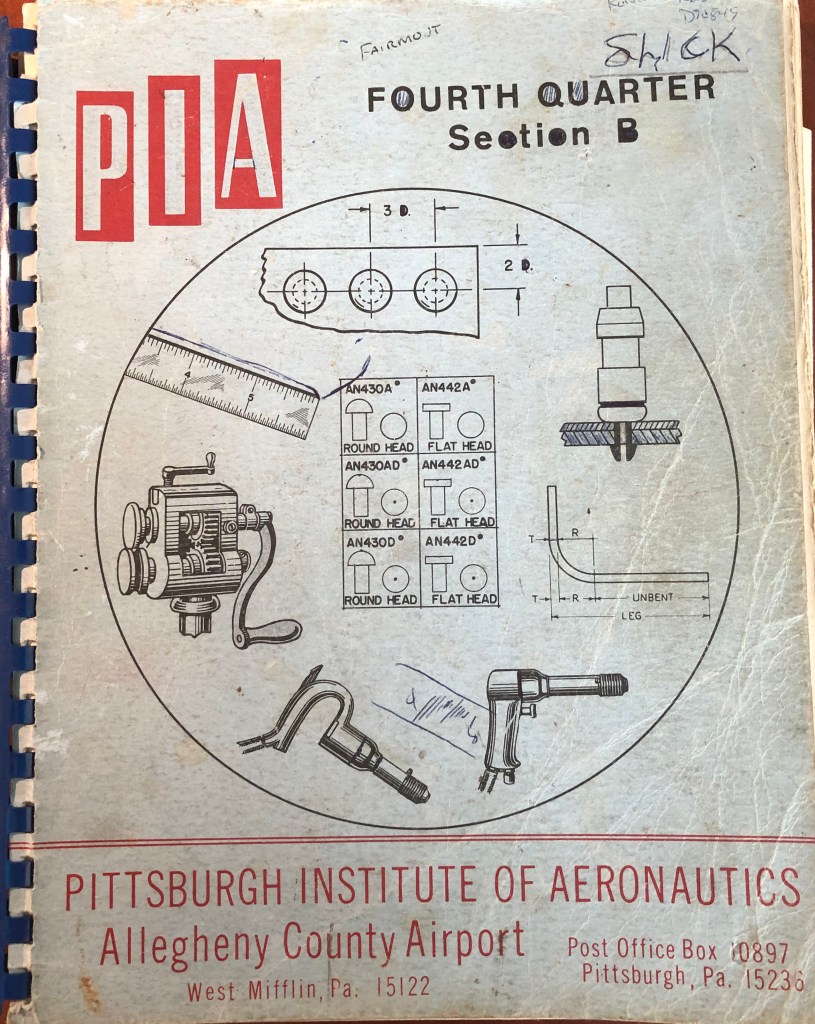 FAIRMONT
SHICK
PIA
FOURTH QUARTER
Section B
3 D.
2 D.
4
5
AN430A AN442A
ROUND HEAD FLAT HEAD
AN430AD AN442AD
ROUND HEAD FLAT HEAD
AN430D AN442D
ROUND HEAD FLAT HEAD
T R
T R UNBENT
LEG
PITTSBURGH INSTITUTE OF AERONAUTICS
Allegheny County Airport
West Mifflin, Pa. 15122
Post Office Box 10897
Pittsburgh, Pa. 15236